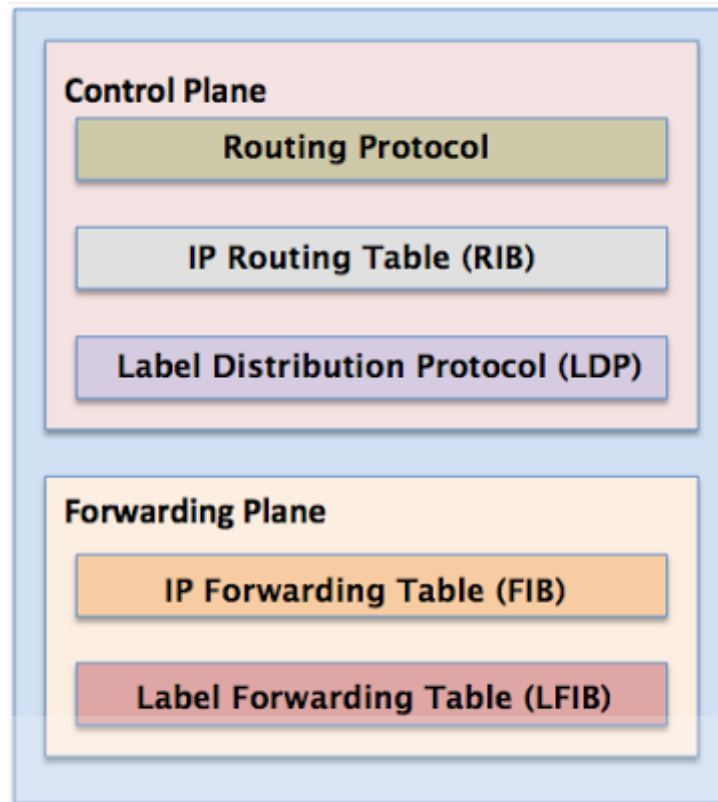 Control Plane
Routing Protocol
IP Routing Table (RIB)
Label Distribution Protocol (LDP)
Forwarding Plane
IP Forwarding Table (FIB)
Label Forwarding Table (LFIB)